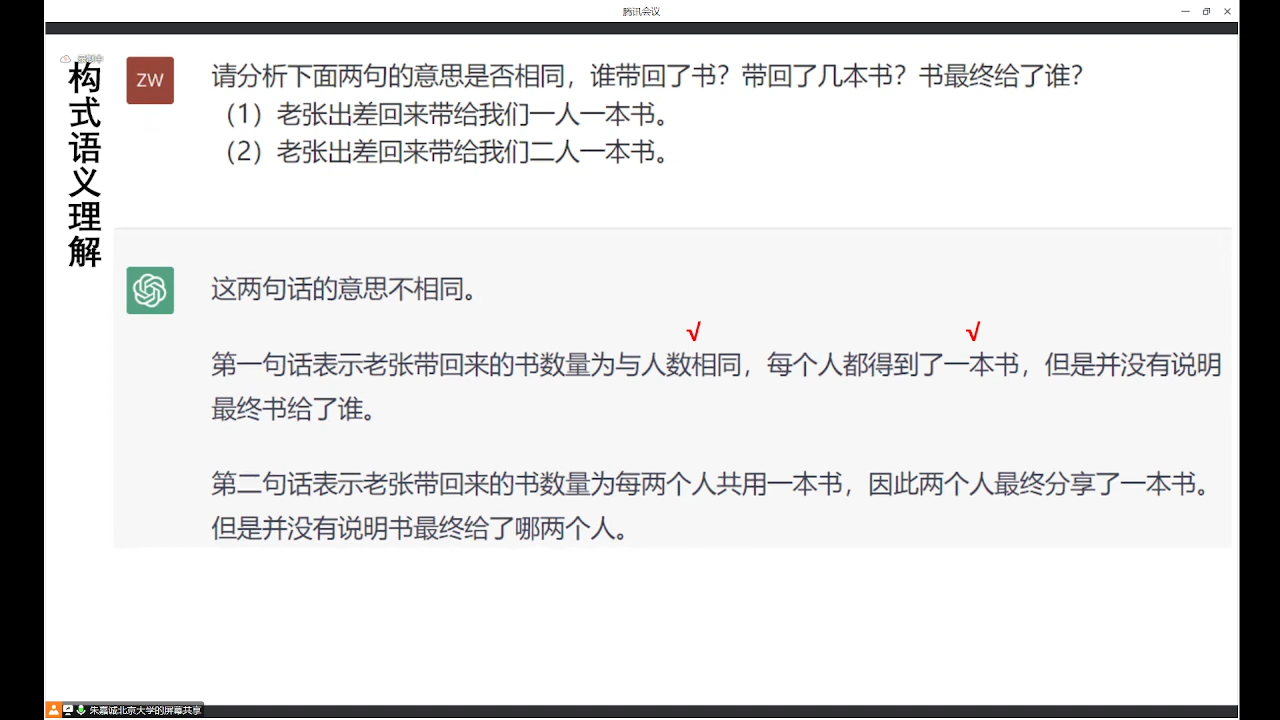 腾讯会议
构式语义理解
ZW
请分析下面两句的意思是否相同，谁带回了书？带回了几本书？书最终给了谁？
（1）老张出差回来带给我们一人一本书。
（2）老张出差回来带给我们二人一本书。
这两句话的意思不相同。
√ √
第一句话表示老张带回来的书数量为与人数相同，每个人都得到了一本书，但是并没有说明
最终书给了谁。
第二句话表示老张带回来的书数量为每两个人共用一本书，因此两个人最终分享了一本书。
但是并没有说明书最终给了哪两个人。
朱嘉诚北京大学的屏幕共享